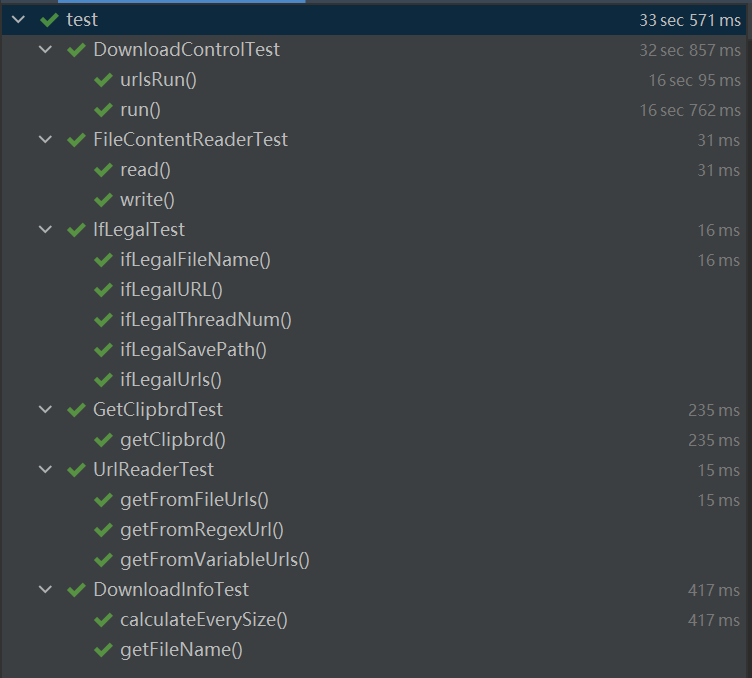 test 33 sec 571 ms
DownloadControlTest 32 sec 857 ms
urlsRun() 16 sec 95 ms
run() 16 sec 762 ms
FileContentReaderTest 31 ms
read() 31 ms
write()
IfLegalTest 16 ms
ifLegalFileName() 16 ms
ifLegalURL()
ifLegalThreadNum()
ifLegalSavePath()
ifLegalUrls()
GetClipbrdTest 235 ms
getClipbrd() 235 ms
UrlReaderTest 15 ms
getFromFileUrls() 15 ms
getFromRegexUrl()
getFromVariableUrls()
DownloadInfoTest 417 ms
calculateEverySize() 417 ms
getFileName()